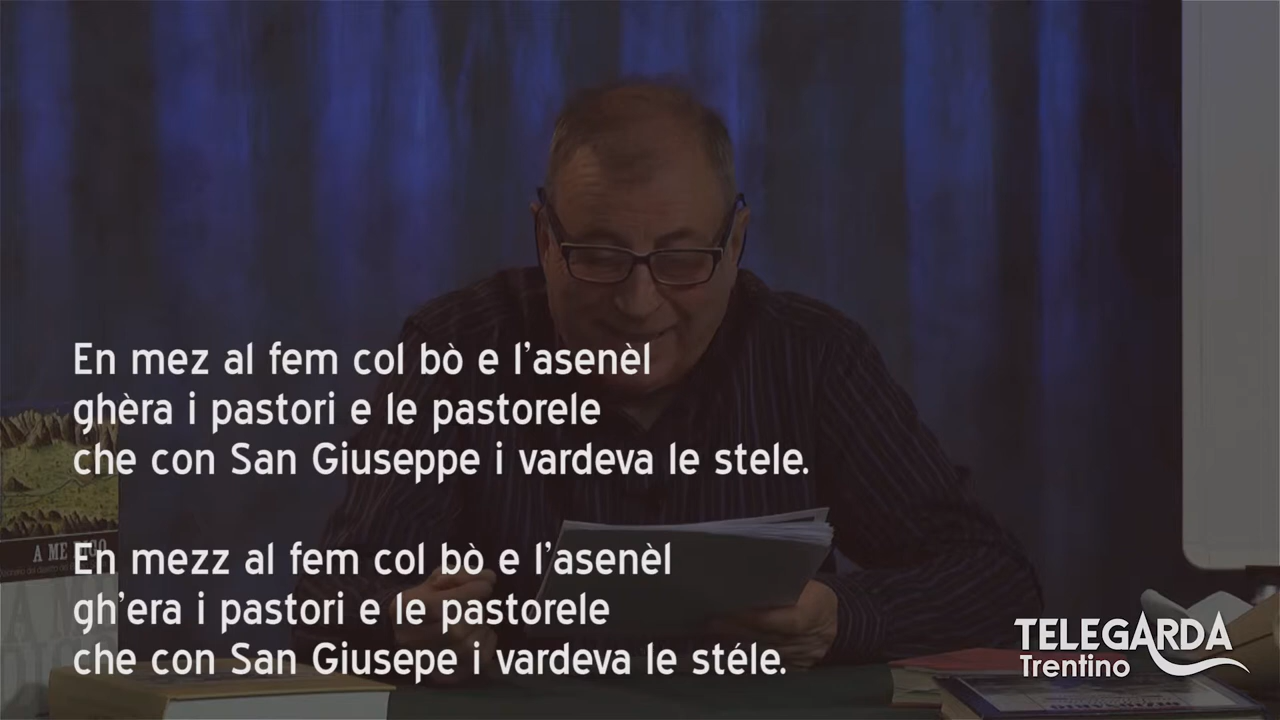 En mez al fem col bò e l'asenèl
ghèra i pastori e le pastorele
che con San Giuseppe i vardeva le stele.
En mezz al fem col bò e l'asenèl
gh'era i pastori e le pastorele
che con San Giusepe i vardeva le stéle.
A ME
TELEGARDA
Trentino